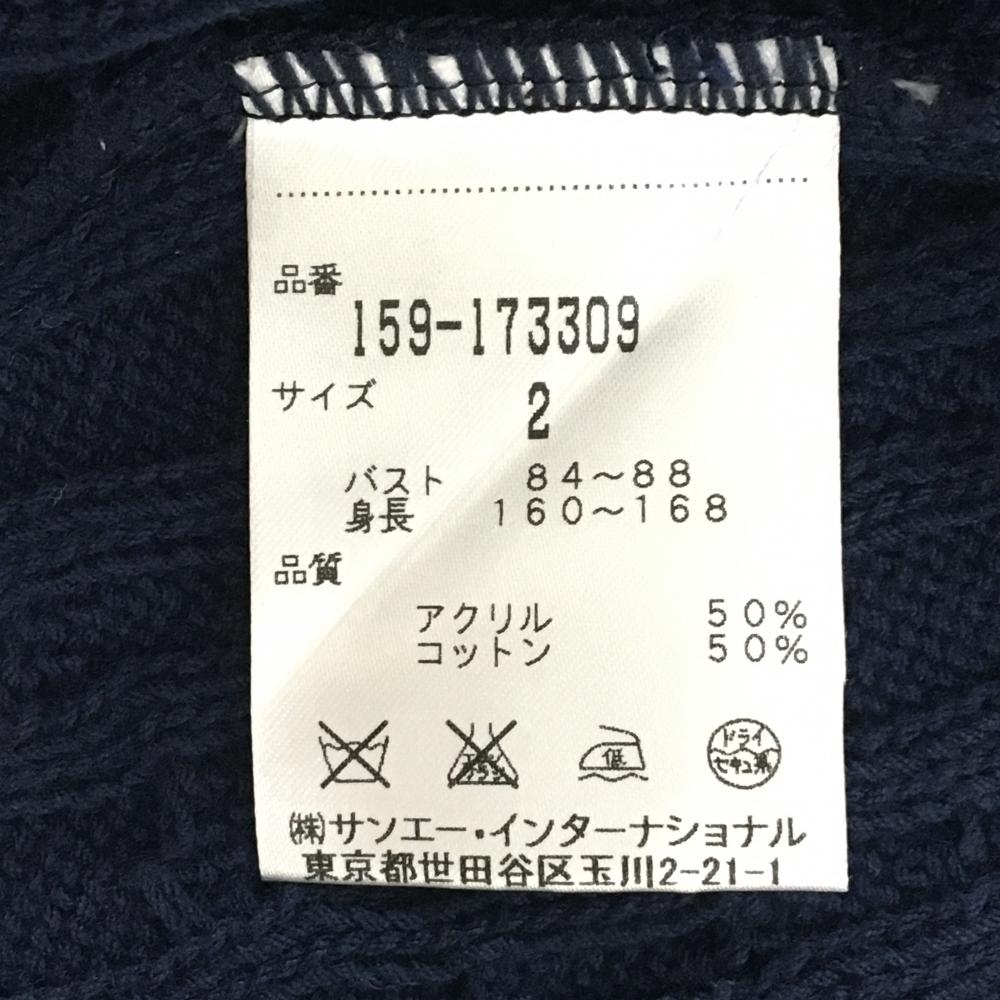 品番
159-173309
サイズ 2
バスト 84~88
身長 160~168
品質
アクリル 50%
コットン 50%
低
ドライ
セキユ系
㈱サンエー・インターナショナル
東京都世田谷区玉川2-21-1